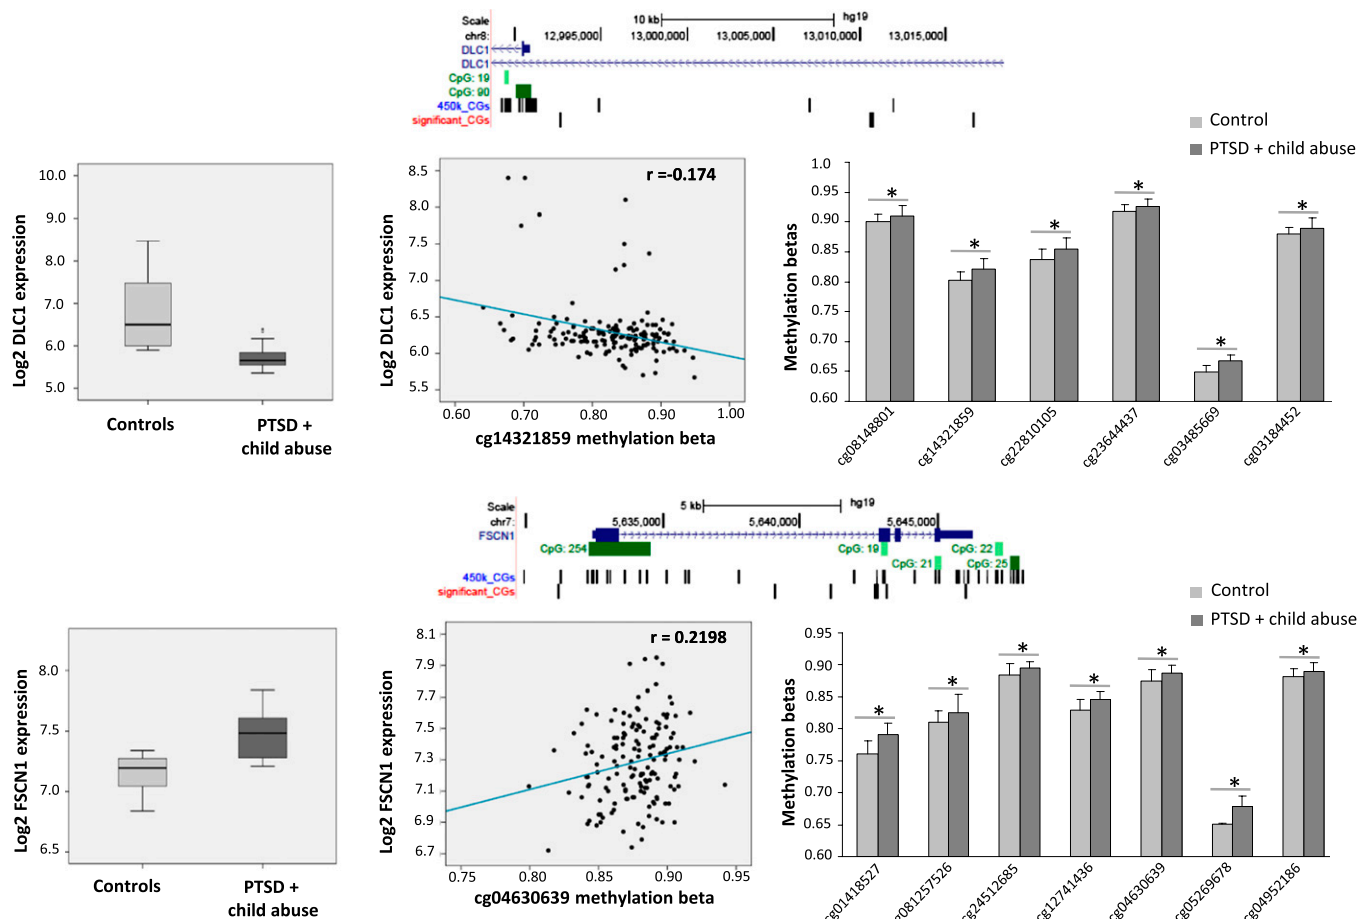 Scale 10 kb hg19
chr8: 12,995,000 13,000,000 13,005,000 13,010,000 13,015,000
DLC1
DLC1
CpG: 19
CpG: 90
450k_CGs
significant_CGs
Control
PTSD + child abuse
Log2 DLC1 expression
10.0
9.0
8.0
7.0
6.0
5.0
Controls
PTSD +
child abuse
Log2 DLC1 expression
r =-0.174
8.5
8.0
7.5
7.0
6.5
6.0
5.5
0.60 0.70 0.80 0.90 1.00
cg14321859 methylation beta
Methylation betas
1.0
0.95
0.90
0.85
0.80
0.65
0.60
* * * * * *
cg08148801
cg14321859
cg22810105
cg23644437
cg03485669
cg03184452
Scale 5 kb hg19
chr7: 5,635,000 5,640,000 5,645,000
FSCN1
CpG: 254 CpG: 19 CpG: 22
CpG: 21 CpG: 25
450k_CGs
significant_CGs
Control
PTSD + child abuse
Log2 FSCN1 expression
8.0
7.5
7.0
6.5
Controls
PTSD +
child abuse
Log2 FSCN1 expression
r = 0.2198
8.1
7.9
7.7
7.5
7.3
7.1
6.9
6.7
0.75 0.80 0.85 0.90 0.95
cg04630639 methylation beta
Methylation betas
0.95
0.90
0.85
0.80
0.75
0.70
0.65
0.60
* * * * * * *
cg01418527
cg081257526
cg24512685
cg12741436
cg04630639
cg05269678
cg04952186